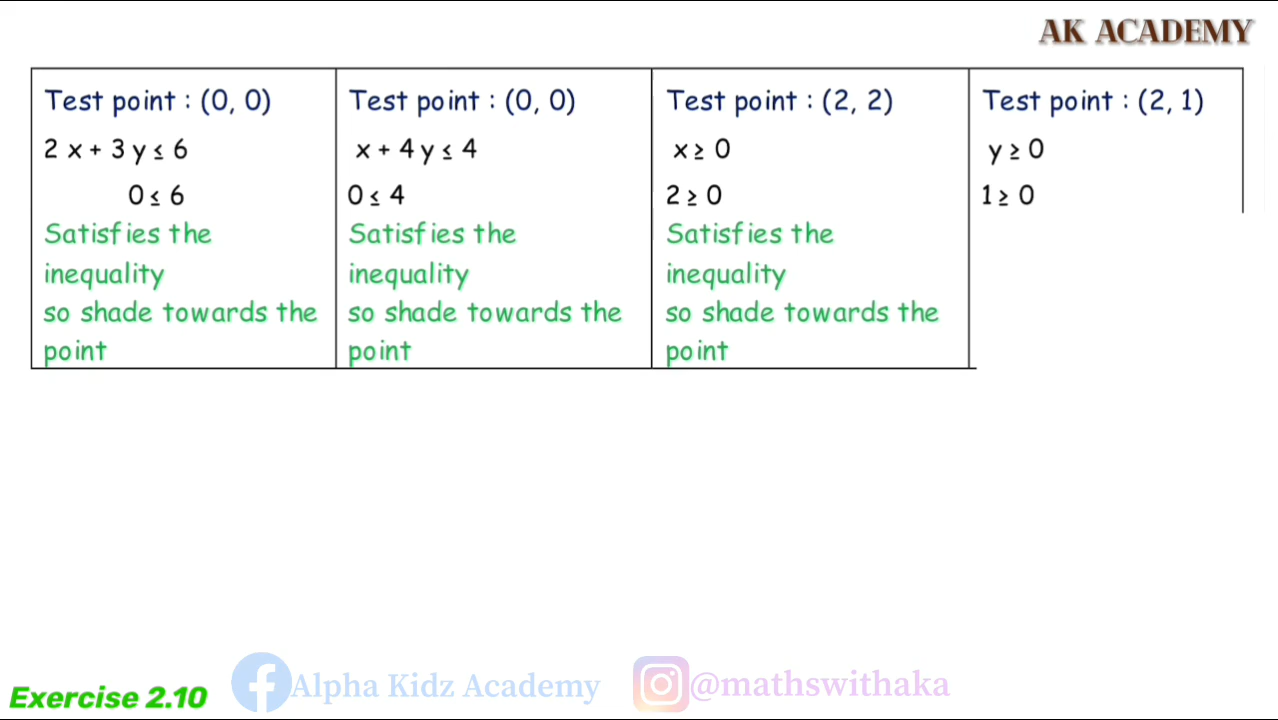 AK ACADEMY
Test point : (0, 0)
2 x + 3 y ≤ 6
0 ≤ 6
Satisfies the
inequality
so shade towards the
point
Test point : (0, 0)
x + 4 y ≤ 4
0 ≤ 4
Satisfies the
inequality
so shade towards the
point
Test point : (2, 2)
x ≥ 0
2 ≥ 0
Satisfies the
inequality
so shade towards the
point
Test point : (2, 1)
y ≥ 0
1 ≥ 0
Exercise 2.10
Alpha Kidz Academy
@mathswithaka